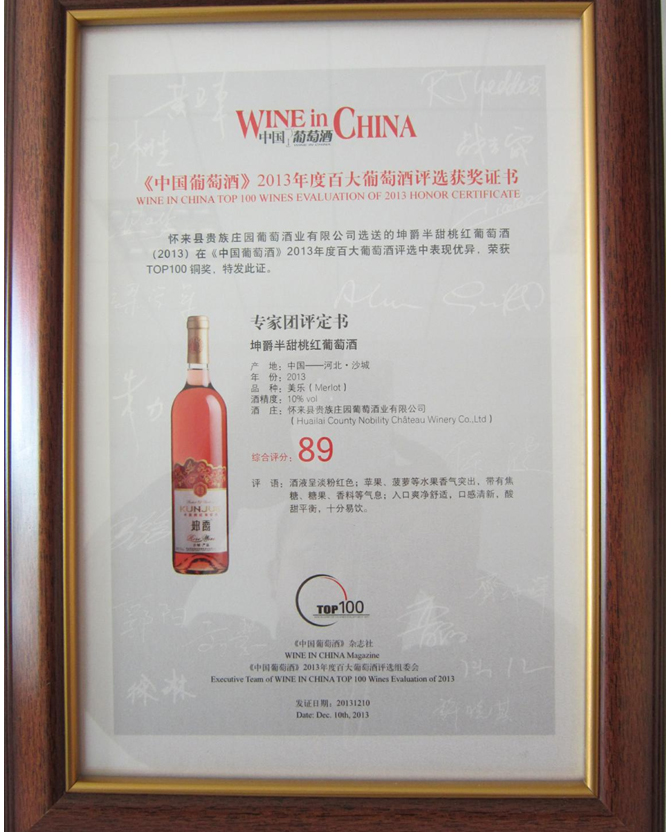 WINE in CHINA
中国 葡萄酒
《中国葡萄酒》2013年度百大葡萄酒评选获奖证书
WINE IN CHINA TOP 100 WINES EVALUATION OF 2013 HONOR CERTIFICATE
怀来县贵族庄园葡萄酒业有限公司选送的坤爵半甜桃红葡萄酒
（2013）在《中国葡萄酒》2013年度百大葡萄酒评选中表现优异，荣获
TOP100 铜奖，特发此证。
专家团评定书
坤爵半甜桃红葡萄酒
产 地：中国——河北·沙城
年 份：2013
品 种：美乐（Merlot）
酒精度：10% vol
酒 庄：怀来县贵族庄园葡萄酒业有限公司
（Huailai County Nobility Château Winery Co.,Ltd）
综合评分：89
评 语：酒液呈淡粉红色；苹果、菠萝等水果香气突出，带有焦
糖、糖果、香料等气息；入口爽净舒适，口感清新，酸
甜平衡，十分易饮。
KUNJUE
坤爵
TOP100
《中国葡萄酒》杂志社
WINE IN CHINA Magazine
《中国葡萄酒》2013年度百大葡萄酒评选组委会
Executive Team of WINE IN CHINA TOP 100 Wines Evaluation of 2013
发证日期：20131210
Date: Dec. 10th, 2013